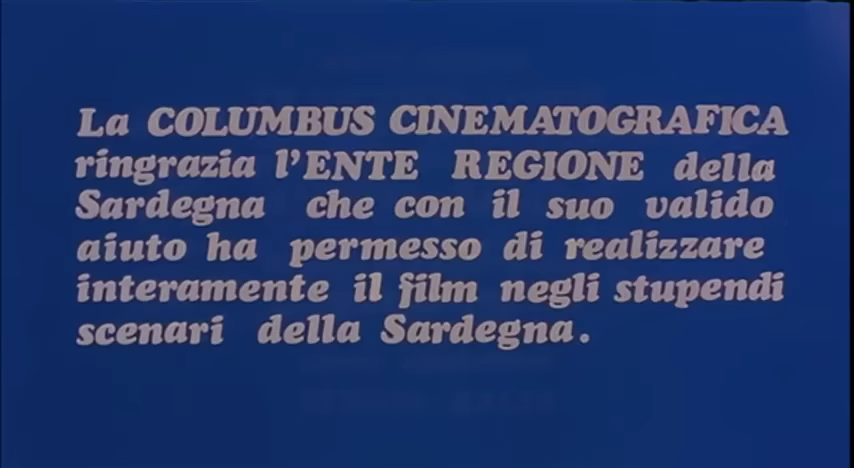 La COLUMBUS CINEMATOGRAFICA
ringrazia l'ENTE REGIONE della
Sardegna che con il suo valido
aiuto ha permesso di realizzare
interamente il film negli stupendi
scenari della Sardegna.